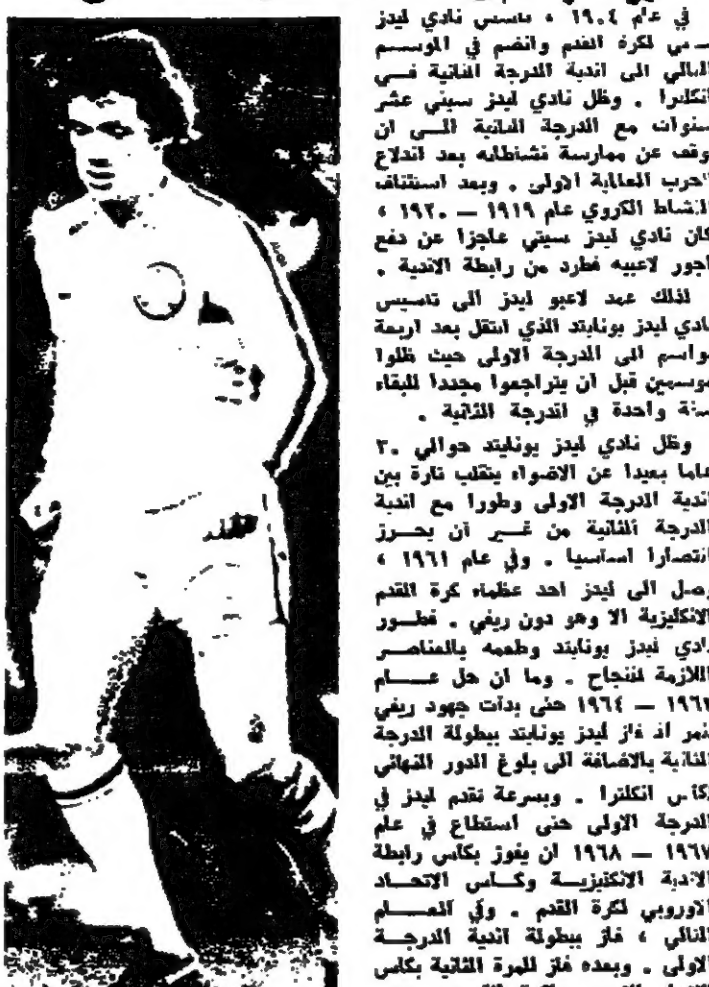 في عام ١٩٠٤ ، تاسس نادي ليدز
سيتي لكرة القدم وانضم في الموسم
التالي الى اندية الدرجة الثانية في
انكلترا . وظل نادي ليدز سيتي عشر
سنوات مع الدرجة الثانية الى ان
توقف عن ممارسة نشاطاته بعد اندلاع
الحرب العالمية الاولى . وبعد استئناف
النشاط الكروي عام ١٩١٩ — ١٩٢٠ ،
كان نادي ليدز سيتي عاجزا عن دفع
اجور لاعبيه فطرد من رابطة الاندية .
لذلك عمد لاعبو ليدز الى تاسيس
نادي ليدز يونايتد الذي انتقل بعد اربعة
مواسم الى الدرجة الاولى حيث ظلوا
موسمين قبل ان يتراجعوا مجددا للبقاء
سنة واحدة في الدرجة الثانية .
وظل نادي ليدز يونايتد حوالي ٣٠
عاما بعيدا عن الاضواء يتقلب تارة بين
اندية الدرجة الاولى وطورا مع اندية
الدرجة الثانية من غير ان يحرز
انتصارا اساسيا . وفي عام ١٩٦١ ،
وصل الى ليدز احد عظماء كرة القدم
الانكليزية الا وهو دون ريفي . فطور
نادي ليدز يونايتد وطعمه بالعناصر
اللازمة للنجاح . وما ان حل عام
١٩٦٣ — ١٩٦٤ حتى بدات جهود ريفي
تثمر اذ فاز ليدز يونايتد ببطولة الدرجة
الثانية بالاضافة الى بلوغ الدور النهائي
لكاس انكلترا . وبسرعة تقدم ليدز في
الدرجة الاولى حتى استطاع في عام
١٩٦٧ — ١٩٦٨ ان يفوز بكاس رابطة
الاندية الانكليزية وكاس الاتحاد
الاوروبي لكرة القدم . وفي العام
التالي ، فاز ببطولة اندية الدرجة
الاولى . وبعده فاز للمرة الثانية بكاس